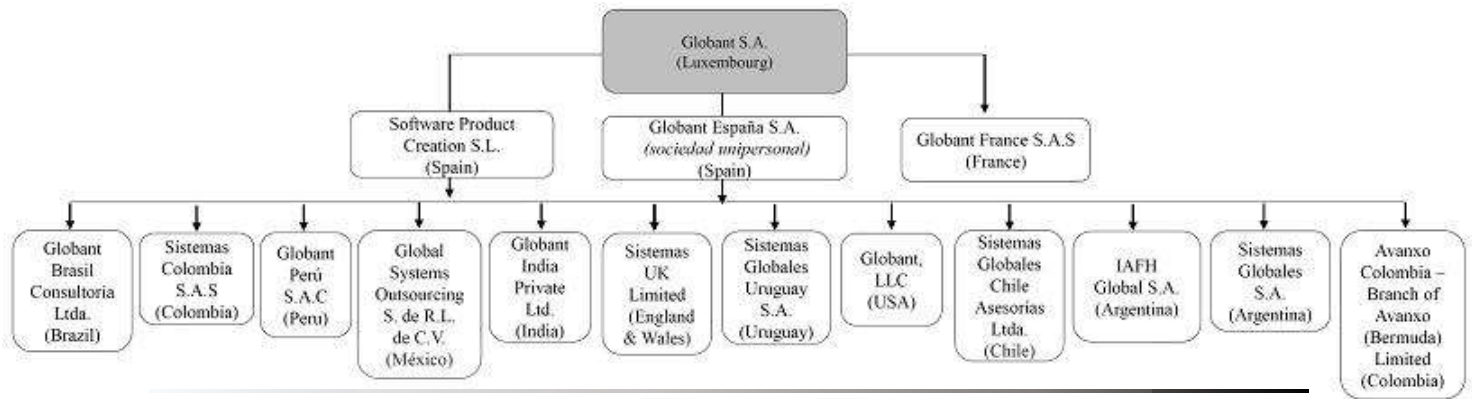 Globant S.A.
(Luxembourg)
Software Product
Creation S.L.
(Spain)
Globant España S.A.
(sociedad unipersonal)
(Spain)
Globant France S.A.S
(France)
Globant
Brasil
Consultoria
Ltda.
(Brazil)
Sistemas
Colombia
S.A.S
(Colombia)
Globant
Perú
S.A.C
(Peru)
Global
Systems
Outsourcing
S. de R.L.
de C.V.
(México)
Globant
India
Private
Ltd.
(India)
Sistemas
UK
Limited
(England
& Wales)
Sistemas
Globales
Uruguay
S.A.
(Uruguay)
Globant,
LLC
(USA)
Sistemas
Globales
Chile
Asesorías
Ltda.
(Chile)
IAFH
Global S.A.
(Argentina)
Sistemas
Globales
S.A.
(Argentina)
Avanxo
Colombia –
Branch of
Avanxo
(Bermuda)
Limited
(Colombia)